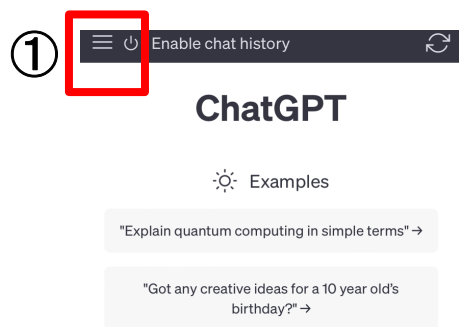 ①
Enable chat history
ChatGPT
Examples
"Explain quantum computing in simple terms" →
"Got any creative ideas for a 10 year old’s
birthday?" →